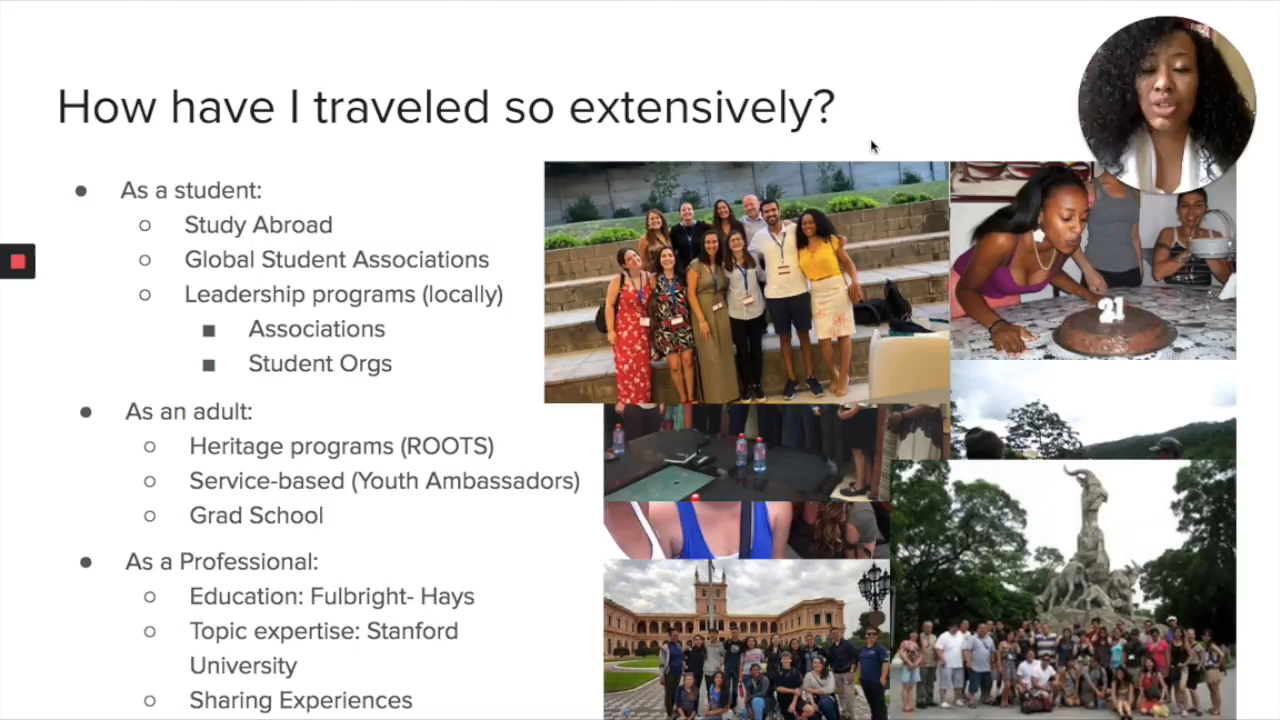 How have I traveled so extensively?
As a student:
Study Abroad
Global Student Associations
Leadership programs (locally)
Associations
Student Orgs
As an adult:
Heritage programs (ROOTS)
Service-based (Youth Ambassadors)
Grad School
As a Professional:
Education: Fulbright- Hays
Topic expertise: Stanford
University
Sharing Experiences
21